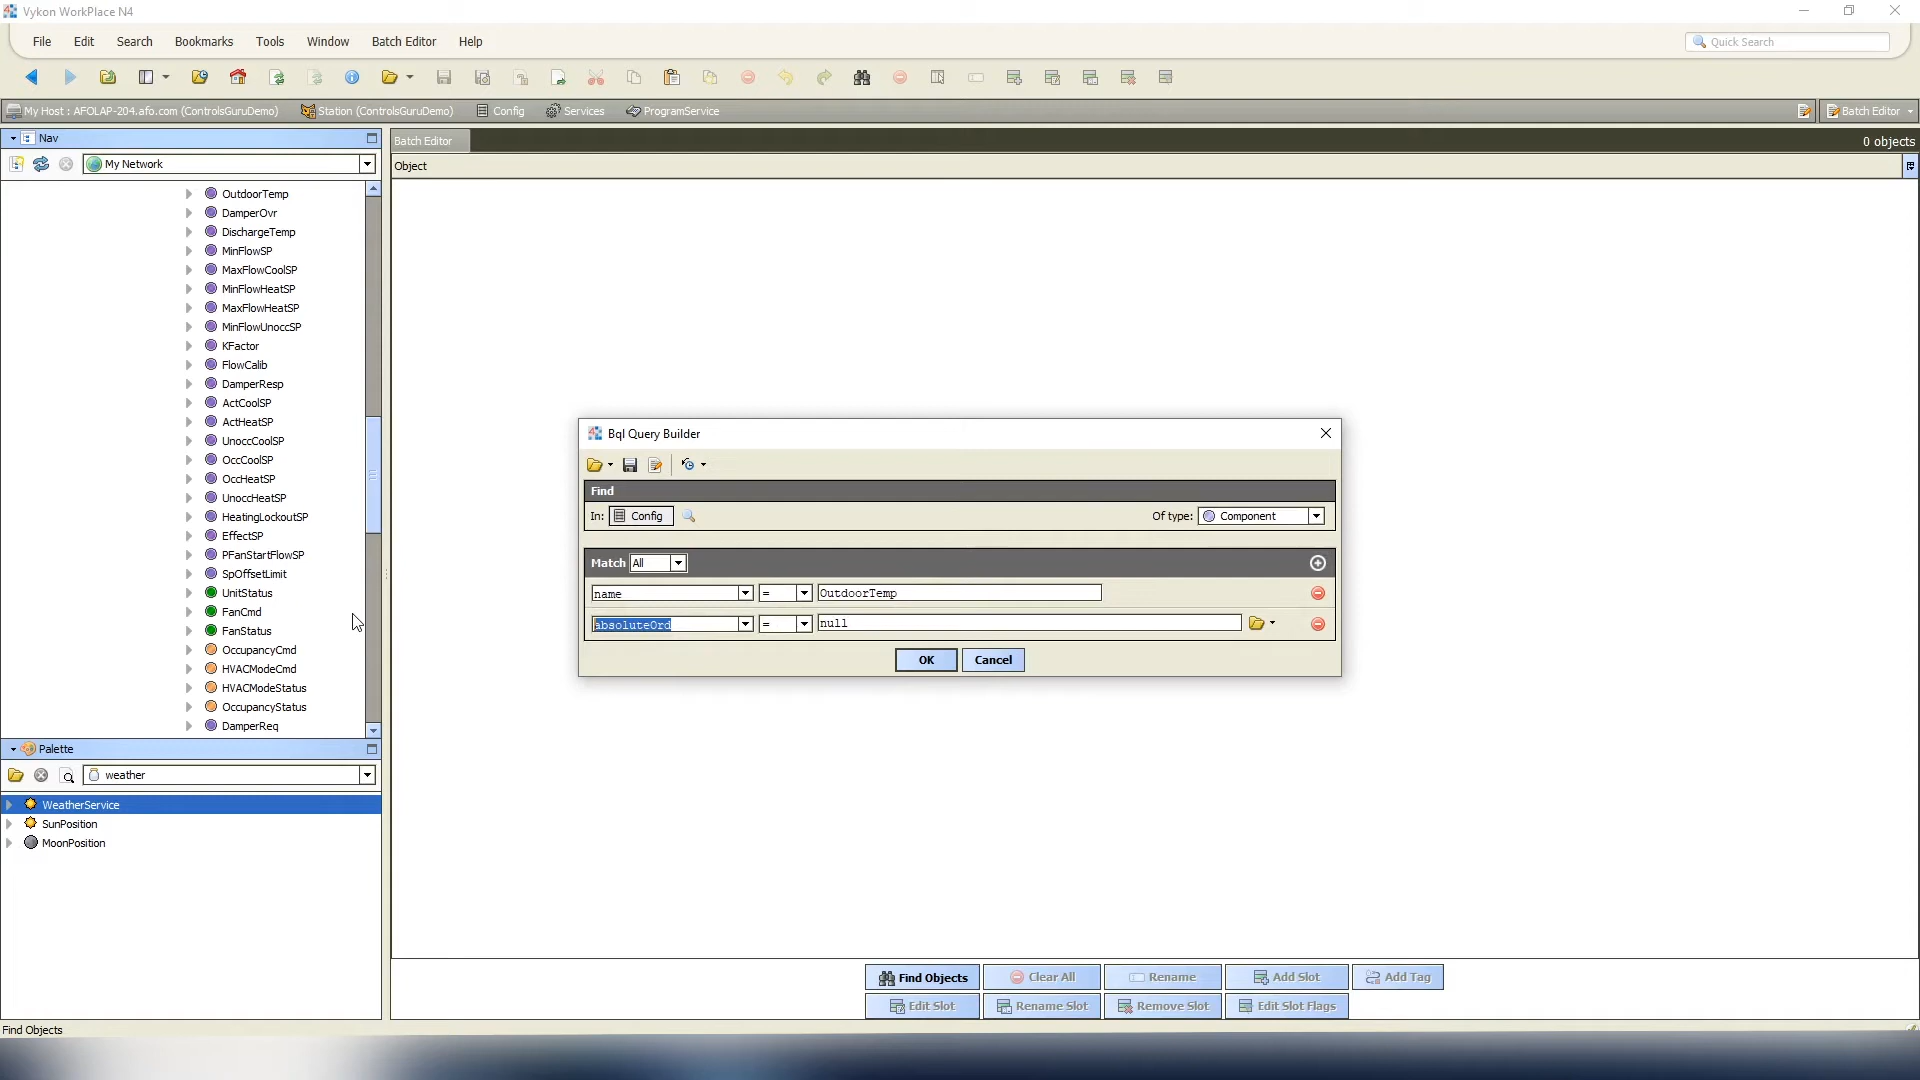 Vykon WorkPlace N4
File Edit Search Bookmarks Tools Window Batch Editor Help
Quick Search
My Host : AFOLAP-204.afo.com (ControlsGuruDemo) Station (ControlsGuruDemo) Config Services ProgramService Batch Editor
Nav
My Network
OutdoorTemp
DamperOvr
DischargeTemp
MinFlowSP
MaxFlowCoolSP
MinFlowHeatSP
MaxFlowHeatSP
MinFlowUnoccSP
KFactor
FlowCalib
DamperResp
ActCoolSP
ActHeatSP
UnoccCoolSP
OccCoolSP
OccHeatSP
UnoccHeatSP
HeatingLockoutSP
EffectSP
PFanStartFlowSP
SpOffsetLimit
UnitStatus
FanCmd
FanStatus
OccupancyCmd
HVACModeCmd
HVACModeStatus
OccupancyStatus
DamperReq
Palette
weather
WeatherService
SunPosition
MoonPosition
Batch Editor 0 objects
Object
Bql Query Builder
Find
In: Config Of type: Component
Match All
name = OutdoorTemp
absoluteOrd = null
OK Cancel
Find Objects Clear All Rename Add Slot Add Tag
Edit Slot Rename Slot Remove Slot Edit Slot Flags
Find Objects